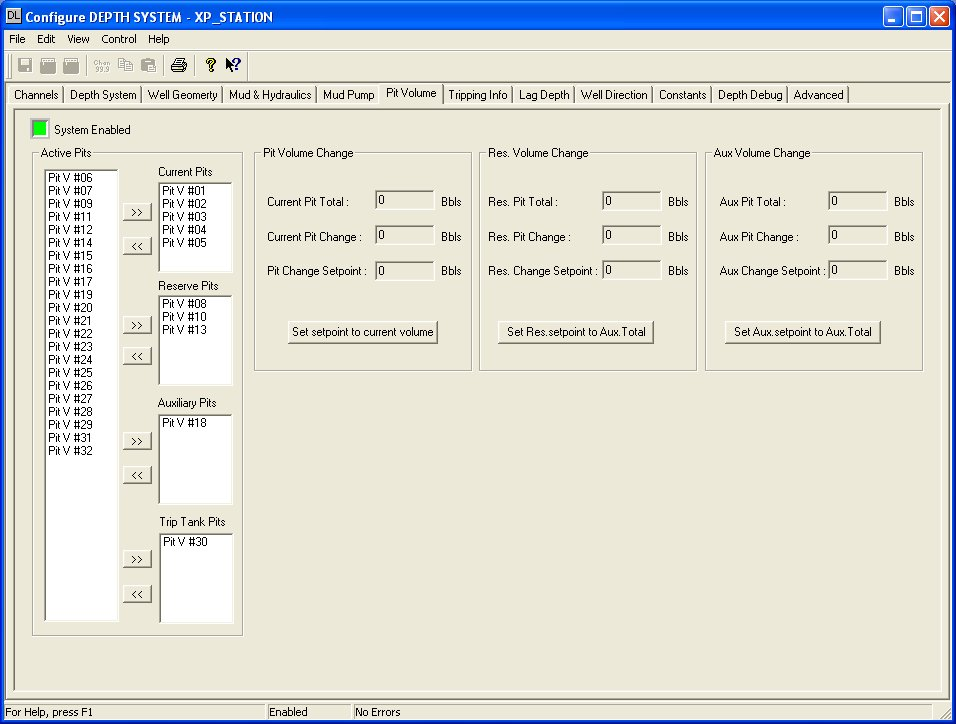 DL Configure DEPTH SYSTEM - XP_STATION
File Edit View Control Help
Chan 99.9
Channels Depth System Well Geomerty Mud & Hydraulics Mud Pump Pit Volume Tripping Info Lag Depth Well Direction Constants Depth Debug Advanced
System Enabled
Active Pits
Pit V #06
Pit V #07
Pit V #09
Pit V #11
Pit V #12
Pit V #14
Pit V #15
Pit V #16
Pit V #17
Pit V #19
Pit V #20
Pit V #21
Pit V #22
Pit V #23
Pit V #24
Pit V #25
Pit V #26
Pit V #27
Pit V #28
Pit V #29
Pit V #31
Pit V #32
>>
<<
>>
<<
>>
<<
>>
<<
Current Pits
Pit V #01
Pit V #02
Pit V #03
Pit V #04
Pit V #05
Reserve Pits
Pit V #08
Pit V #10
Pit V #13
Auxiliary Pits
Pit V #18
Trip Tank Pits
Pit V #30
Pit Volume Change
Current Pit Total : 0 Bbls
Current Pit Change : 0 Bbls
Pit Change Setpoint : 0 Bbls
Set setpoint to current volume
Res. Volume Change
Res. Pit Total : 0 Bbls
Res. Pit Change : 0 Bbls
Res. Change Setpoint : 0 Bbls
Set Res.setpoint to Aux.Total
Aux Volume Change
Aux Pit Total : 0 Bbls
Aux Pit Change : 0 Bbls
Aux Change Setpoint : 0 Bbls
Set Aux.setpoint to Aux.Total
For Help, press F1 Enabled No Errors